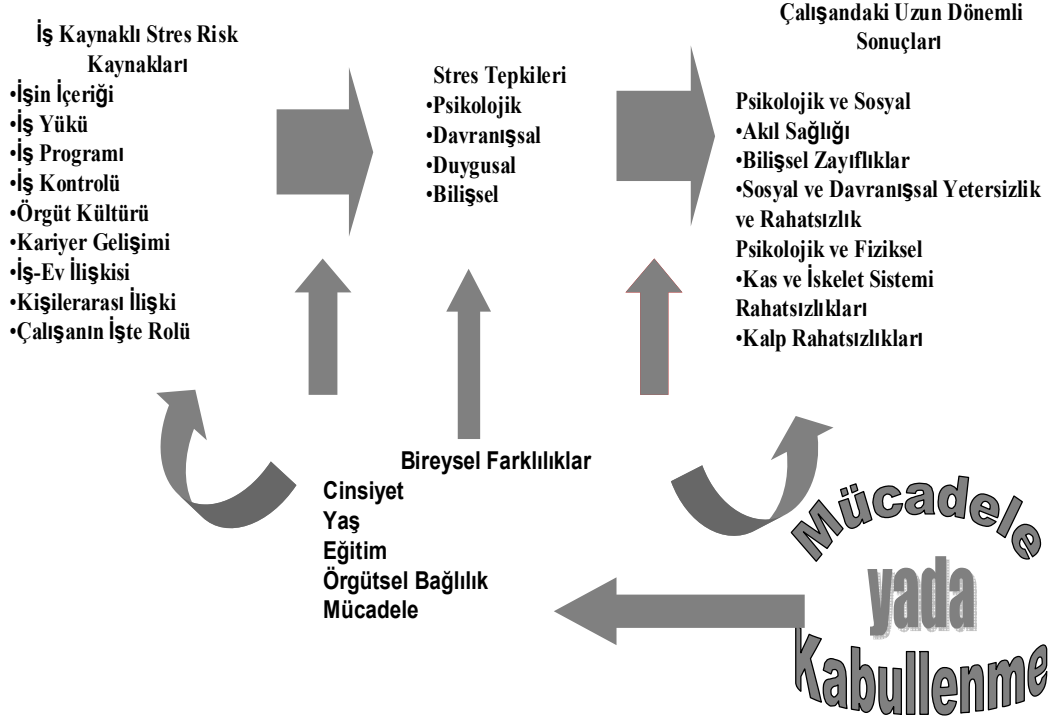 İş Kaynaklı Stres Risk
Kaynakları
•İşin İçeriği
•İş Yükü
•İş Programı
•İş Kontrolü
•Örgüt Kültürü
•Kariyer Gelişimi
•İş-Ev İlişkisi
•Kişilerarası İlişki
•Çalışanın İşte Rolü
Stres Tepkileri
•Psikolojik
•Davranışsal
•Duygusal
•Bilişsel
Çalışandaki Uzun Dönemli
Sonuçları
Psikolojik ve Sosyal
•Akıl Sağlığı
•Bilişsel Zayıflıklar
•Sosyal ve Davranışsal Yetersizlik
ve Rahatsızlık
Psikolojik ve Fiziksel
•Kas ve İskelet Sistemi
Rahatsızlıkları
•Kalp Rahatsızlıkları
Bireysel Farklılıklar
Cinsiyet
Yaş
Eğitim
Örgütsel Bağlılık
Mücadele
Mücadele
yada
Kabullenme